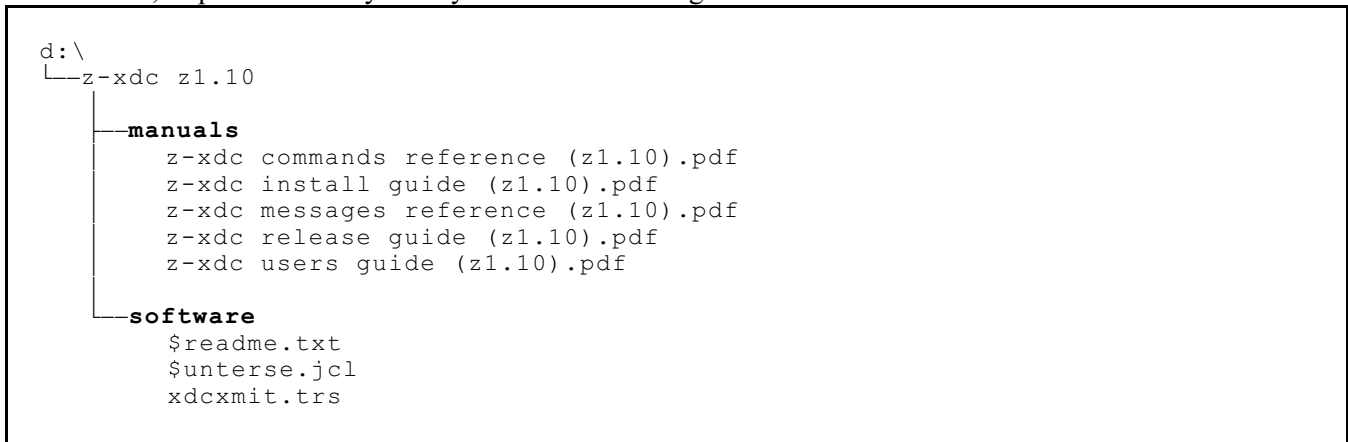 d:\
└──z-xdc z1.10
├──manuals
z-xdc commands reference (z1.10).pdf
z-xdc install guide (z1.10).pdf
z-xdc messages reference (z1.10).pdf
z-xdc release guide (z1.10).pdf
z-xdc users guide (z1.10).pdf
└──software
$readme.txt
$unterse.jcl
xdcxmit.trs